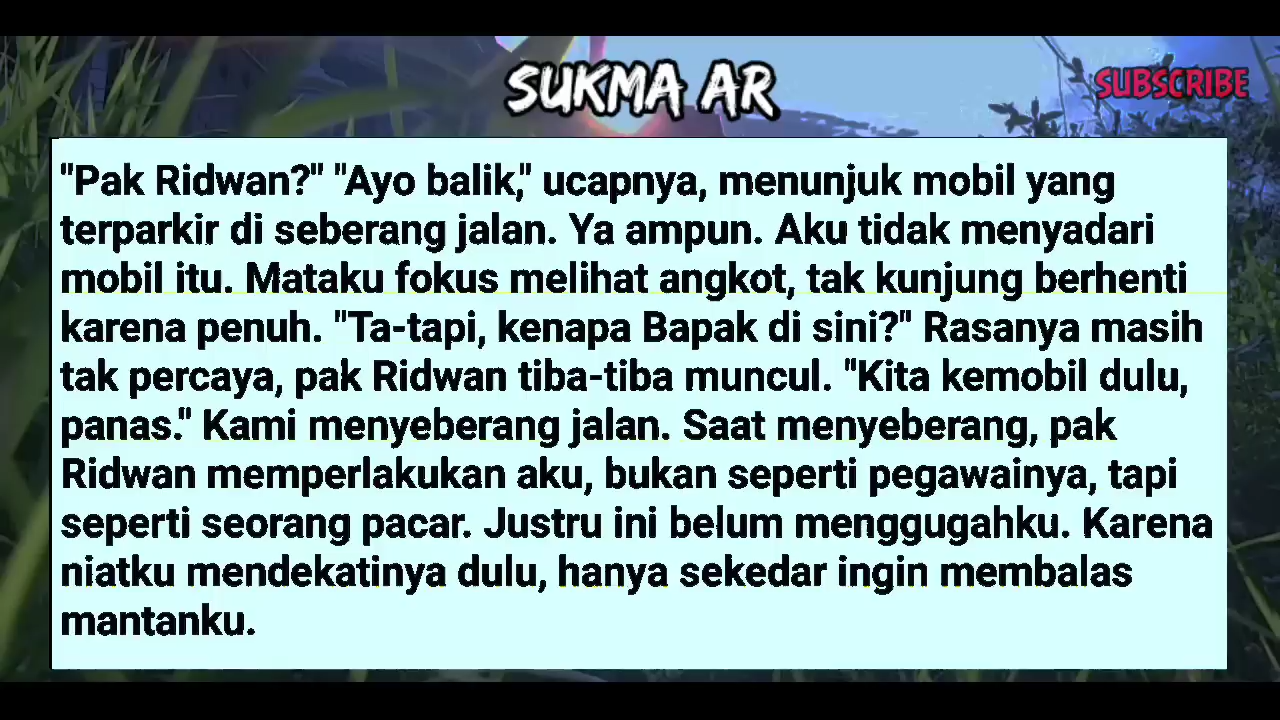 SUKMA AR
SUBSCRIBE
"Pak Ridwan?" "Ayo balik," ucapnya, menunjuk mobil yang
terparkir di seberang jalan. Ya ampun. Aku tidak menyadari
mobil itu. Mataku fokus melihat angkot, tak kunjung berhenti
karena penuh. "Ta-tapi, kenapa Bapak di sini?" Rasanya masih
tak percaya, pak Ridwan tiba-tiba muncul. "Kita kemobil dulu,
panas." Kami menyeberang jalan. Saat menyeberang, pak
Ridwan memperlakukan aku, bukan seperti pegawainya, tapi
seperti seorang pacar. Justru ini belum menggugahku. Karena
niatku mendekatinya dulu, hanya sekedar ingin membalas
mantanku.